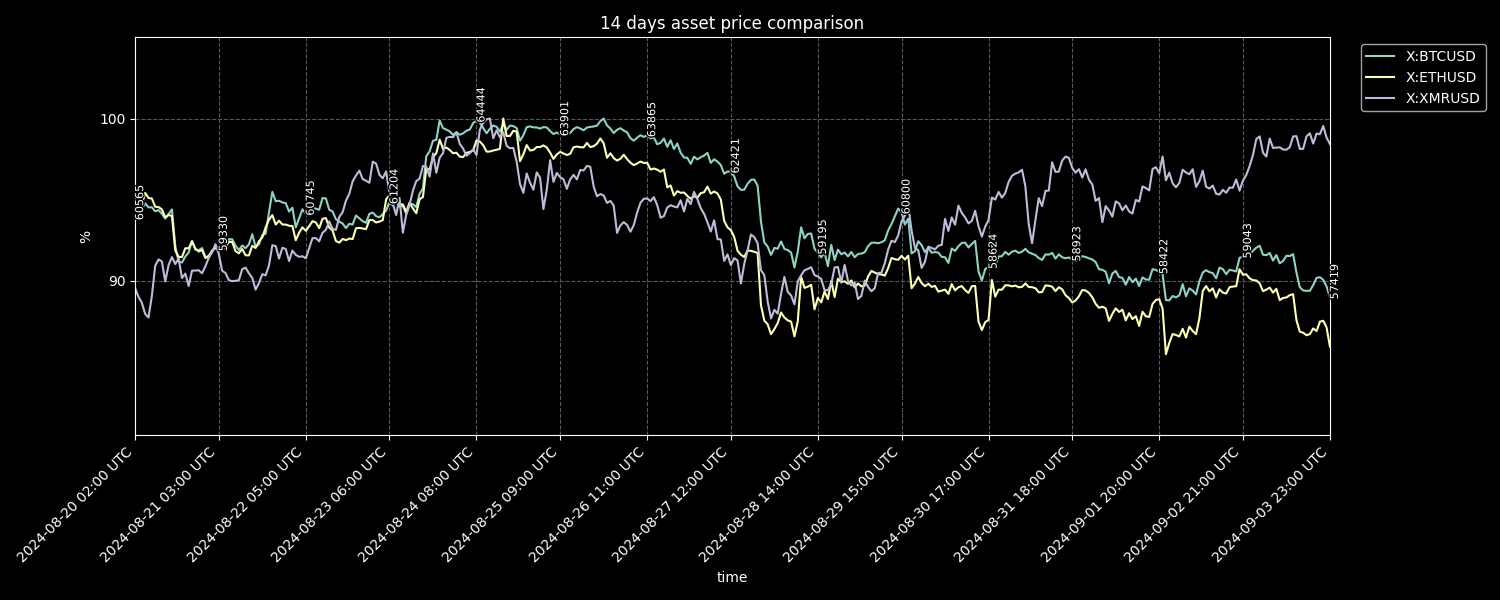 14 days asset price comparison
X:BTCUSD
X:ETHUSD
X:XMRUSD
100
90
%
60565
59330
60745
61204
64444
63901
63865
62421
59195
60800
58624
58923
58422
59043
57419
2024-08-20 02:00 UTC
2024-08-21 03:00 UTC
2024-08-22 05:00 UTC
2024-08-23 06:00 UTC
2024-08-24 08:00 UTC
2024-08-25 09:00 UTC
2024-08-26 11:00 UTC
2024-08-27 12:00 UTC
2024-08-28 14:00 UTC
2024-08-29 15:00 UTC
2024-08-30 17:00 UTC
2024-08-31 18:00 UTC
2024-09-01 20:00 UTC
2024-09-02 21:00 UTC
2024-09-03 23:00 UTC
time